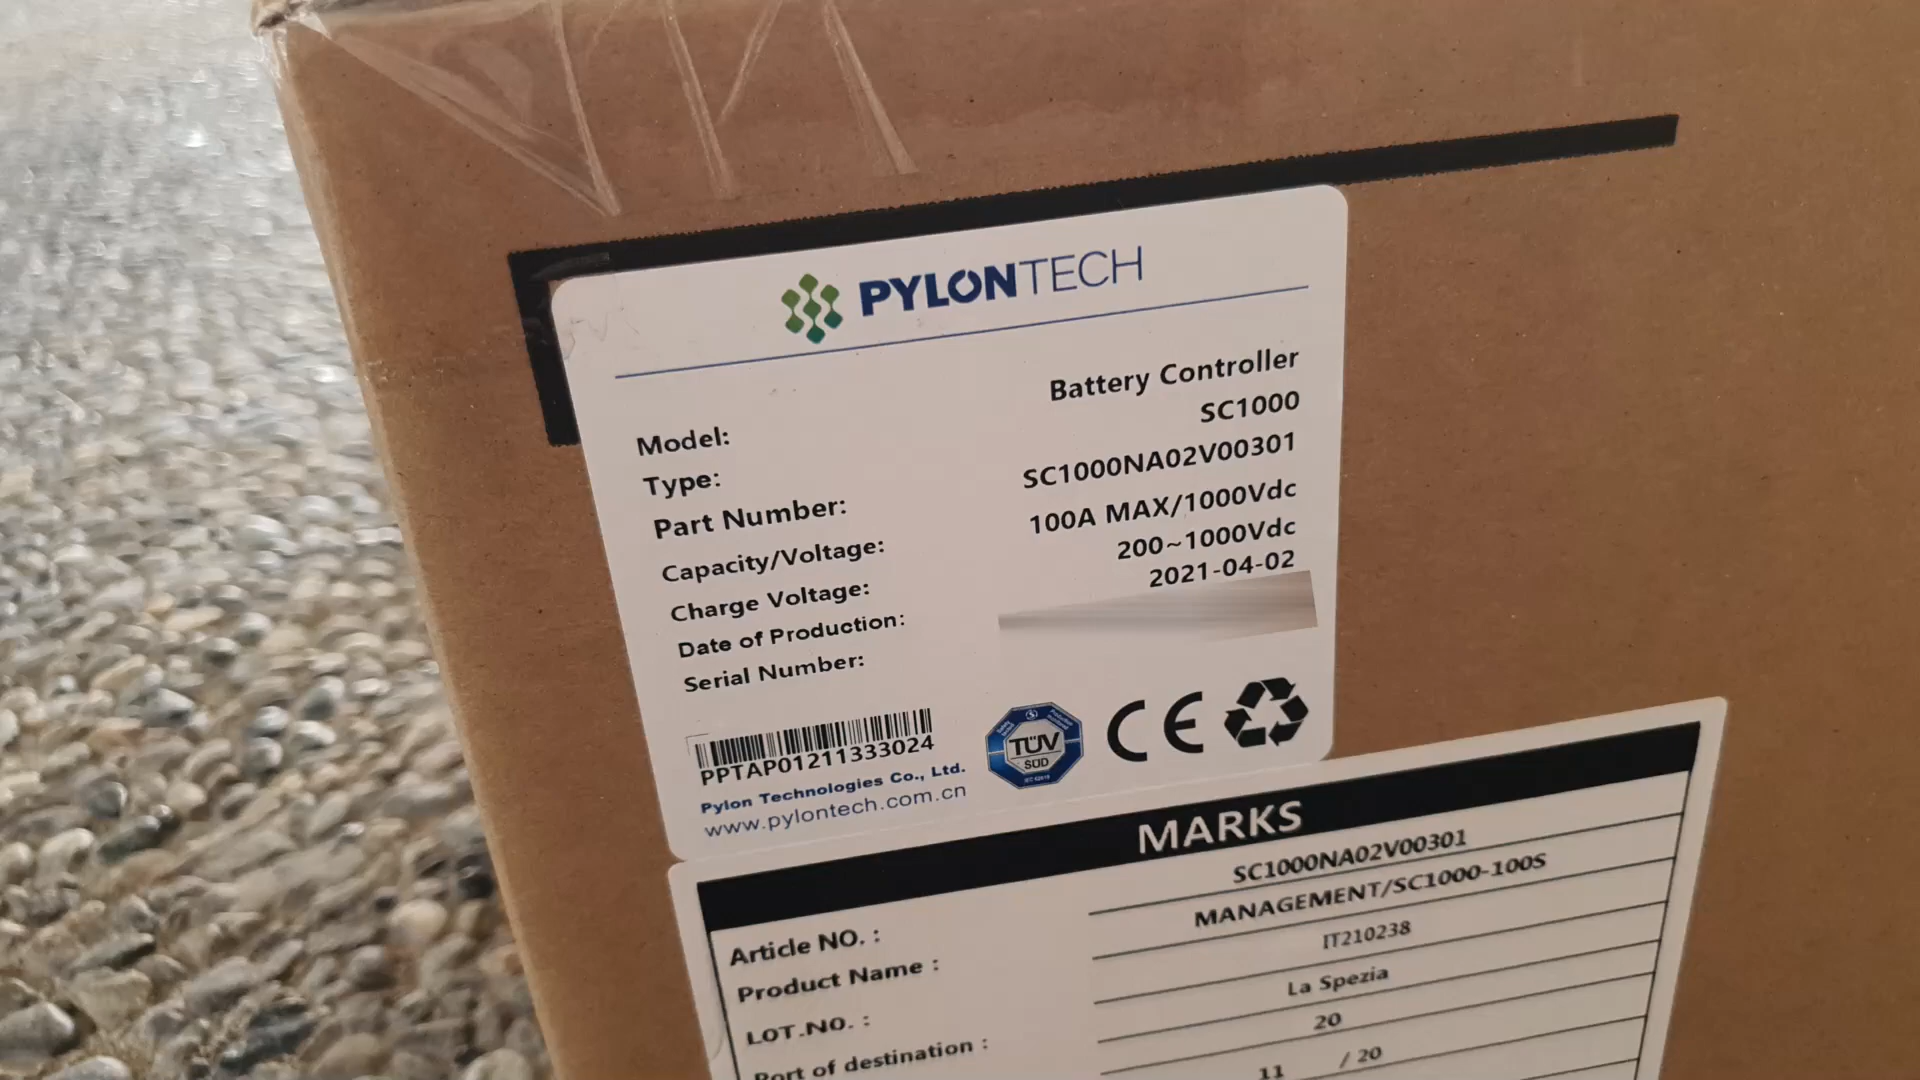 PYLONTECH
Battery Controller
Model: SC1000
Type: SC1000NA02V00301
Part Number: 100A MAX/1000Vdc
Capacity/Voltage: 200~1000Vdc
Charge Voltage: 2021-04-02
Date of Production:
Serial Number:
PPTAP01211333024
Pylon Technologies Co., Ltd.
www.pylontech.com.cn
TÜV
SÜD
CE
MARKS
Article NO. : SC1000NA02V00301
Product Name : MANAGEMENT/SC1000-100S
LOT.NO. : IT210238
Port of destination : La Spezia
20
11 / 20